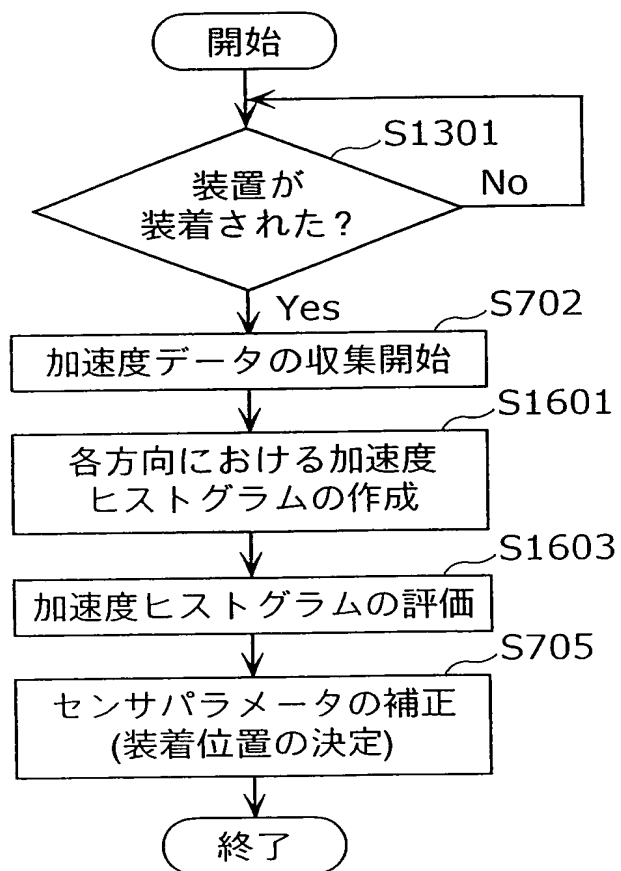 開始
S1301
装置が
装着された?
No
Yes
S702
加速度データの収集開始
S1601
各方向における加速度
ヒストグラムの作成
S1603
加速度ヒストグラムの評価
S705
センサパラメータの補正
(装着位置の決定)
終了